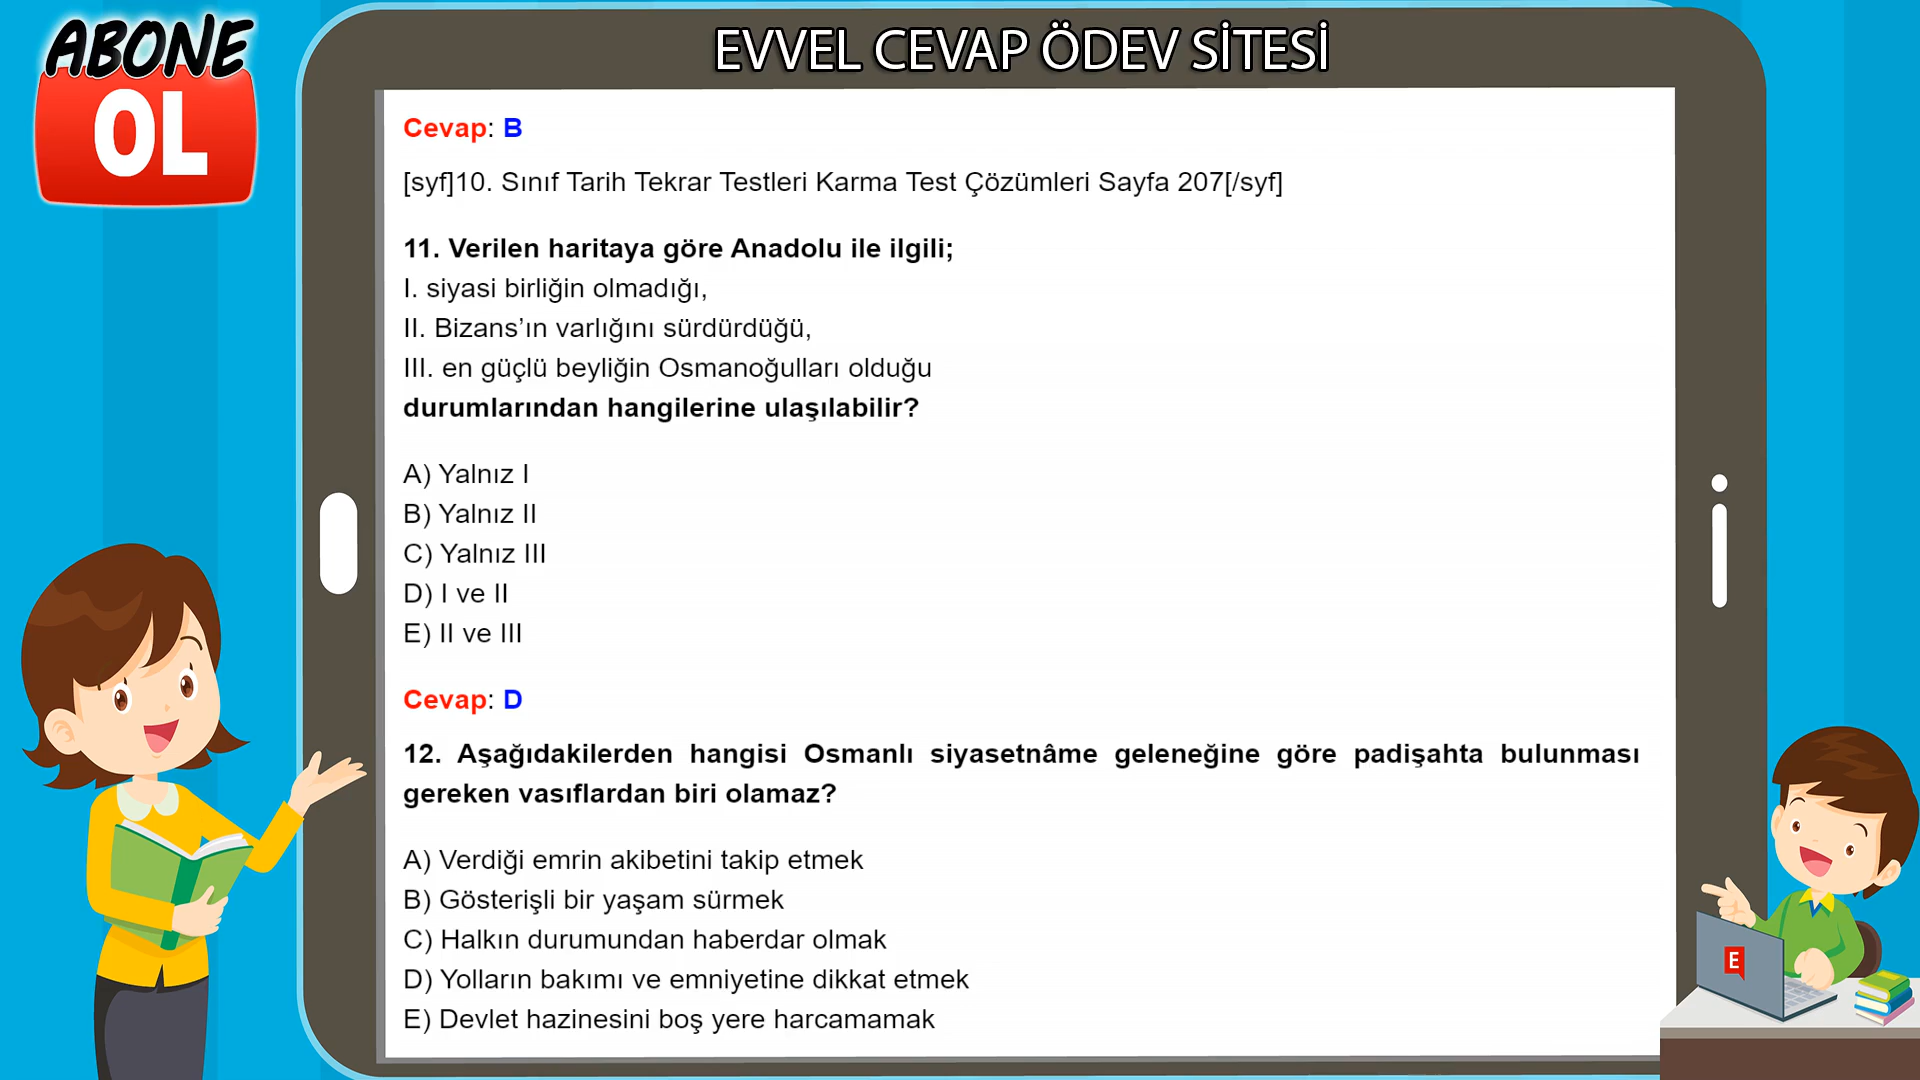 ABONE
OL
EVVEL CEVAP ÖDEV SİTESİ
Cevap: B
[syf]10. Sınıf Tarih Tekrar Testleri Karma Test Çözümleri Sayfa 207[/syf]
11. Verilen haritaya göre Anadolu ile ilgili;
I. siyasi birliğin olmadığı,
II. Bizans’ın varlığını sürdürdüğü,
III. en güçlü beyliğin Osmanoğulları olduğu
durumlarından hangilerine ulaşılabilir?
A) Yalnız I
B) Yalnız II
C) Yalnız III
D) I ve II
E) II ve III
Cevap: D
12. Aşağıdakilerden hangisi Osmanlı siyasetnâme geleneğine göre padişahta bulunması
gereken vasıflardan biri olamaz?
A) Verdiği emrin akibetini takip etmek
B) Gösterişli bir yaşam sürmek
C) Halkın durumundan haberdar olmak
D) Yolların bakımı ve emniyetine dikkat etmek
E) Devlet hazinesini boş yere harcamamak
E